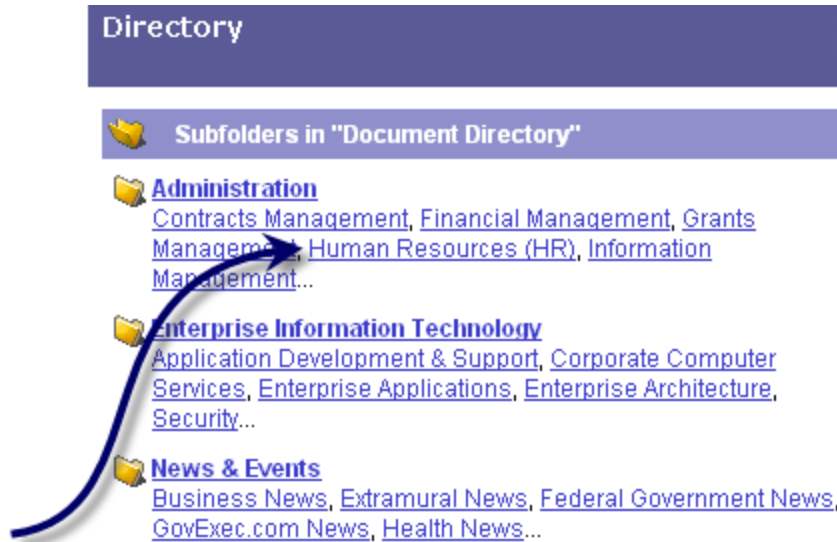 Directory
Subfolders in "Document Directory"
Administration
Contracts Management, Financial Management, Grants
Management, Human Resources (HR), Information
Management...
Enterprise Information Technology
Application Development & Support, Corporate Computer
Services, Enterprise Applications, Enterprise Architecture,
Security...
News & Events
Business News, Extramural News, Federal Government News,
GovExec.com News, Health News...